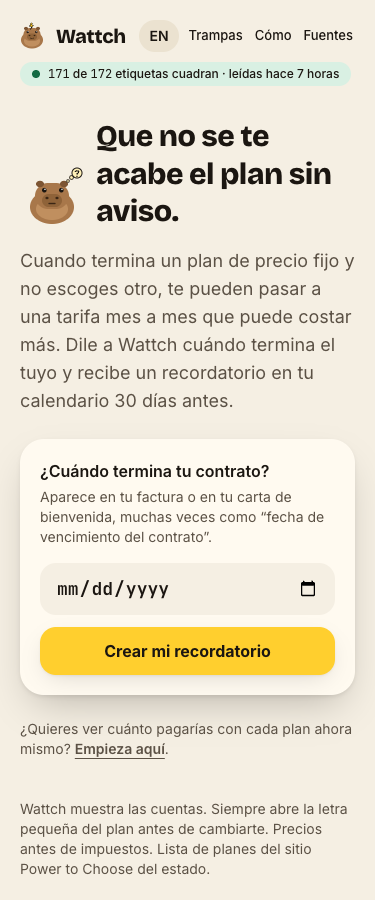 Wattch EN Trampas Cómo Fuentes
171 de 172 etiquetas cuadran · leídas hace 7 horas
Que no se te
acabe el plan sin
aviso.
?
Cuando termina un plan de precio fijo y
no escoges otro, te pueden pasar a
una tarifa mes a mes que puede costar
más. Dile a Wattch cuándo termina el
tuyo y recibe un recordatorio en tu
calendario 30 días antes.
¿Cuándo termina tu contrato?
Aparece en tu factura o en tu carta de
bienvenida, muchas veces como “fecha de
vencimiento del contrato”.
mm/dd/yyyy
Crear mi recordatorio
¿Quieres ver cuánto pagarías con cada plan ahora
mismo? Empieza aquí.
Wattch muestra las cuentas. Siempre abre la letra
pequeña del plan antes de cambiarte. Precios
antes de impuestos. Lista de planes del sitio
Power to Choose del estado.